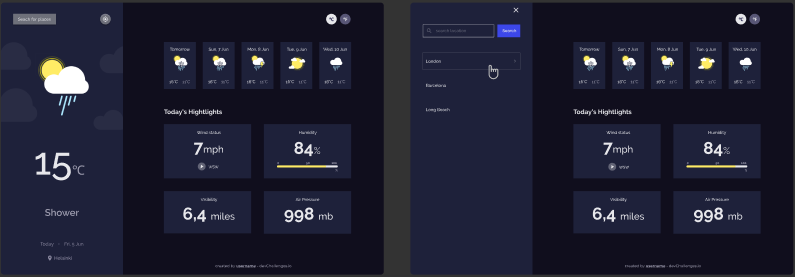 Seach for places
°C
°F
15°C
Shower
Today • Fri, 5 Jun
Helsinki
Tomorrow
Sun, 7 Jun
Mon, 8 Jun
Tue, 9 Jun
Wed, 10 Jun
16°C 11°C
16°C 11°C
16°C 11°C
16°C 11°C
16°C 11°C
Today's Hightlights
Wind status
7mph
WSW
Humidity
84%
0 50 100
%
Visibility
6,4 miles
Air Pressure
998 mb
created by username - devChallenges.io
search location
Search
London
Barcelona
Long Beach
°C
°F
Tomorrow
Sun, 7 Jun
Mon, 8 Jun
Tue, 9 Jun
Wed, 10 Jun
16°C 11°C
16°C 11°C
16°C 11°C
16°C 11°C
16°C 11°C
Today's Hightlights
Wind status
7mph
WSW
Humidity
84%
0 50 100
%
Visibility
6,4 miles
Air Pressure
998 mb
created by username - devChallenges.io